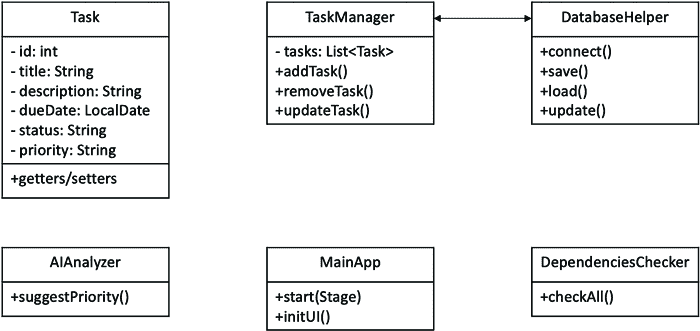 Task
- id: int
- title: String
- description: String
- dueDate: LocalDate
- status: String
- priority: String
+getters/setters
TaskManager
- tasks: List<Task>
+addTask()
+removeTask()
+updateTask()
DatabaseHelper
+connect()
+save()
+load()
+update()
AIAnalyzer
+suggestPriority()
MainApp
+start(Stage)
+initUI()
DependenciesChecker
+checkAll()